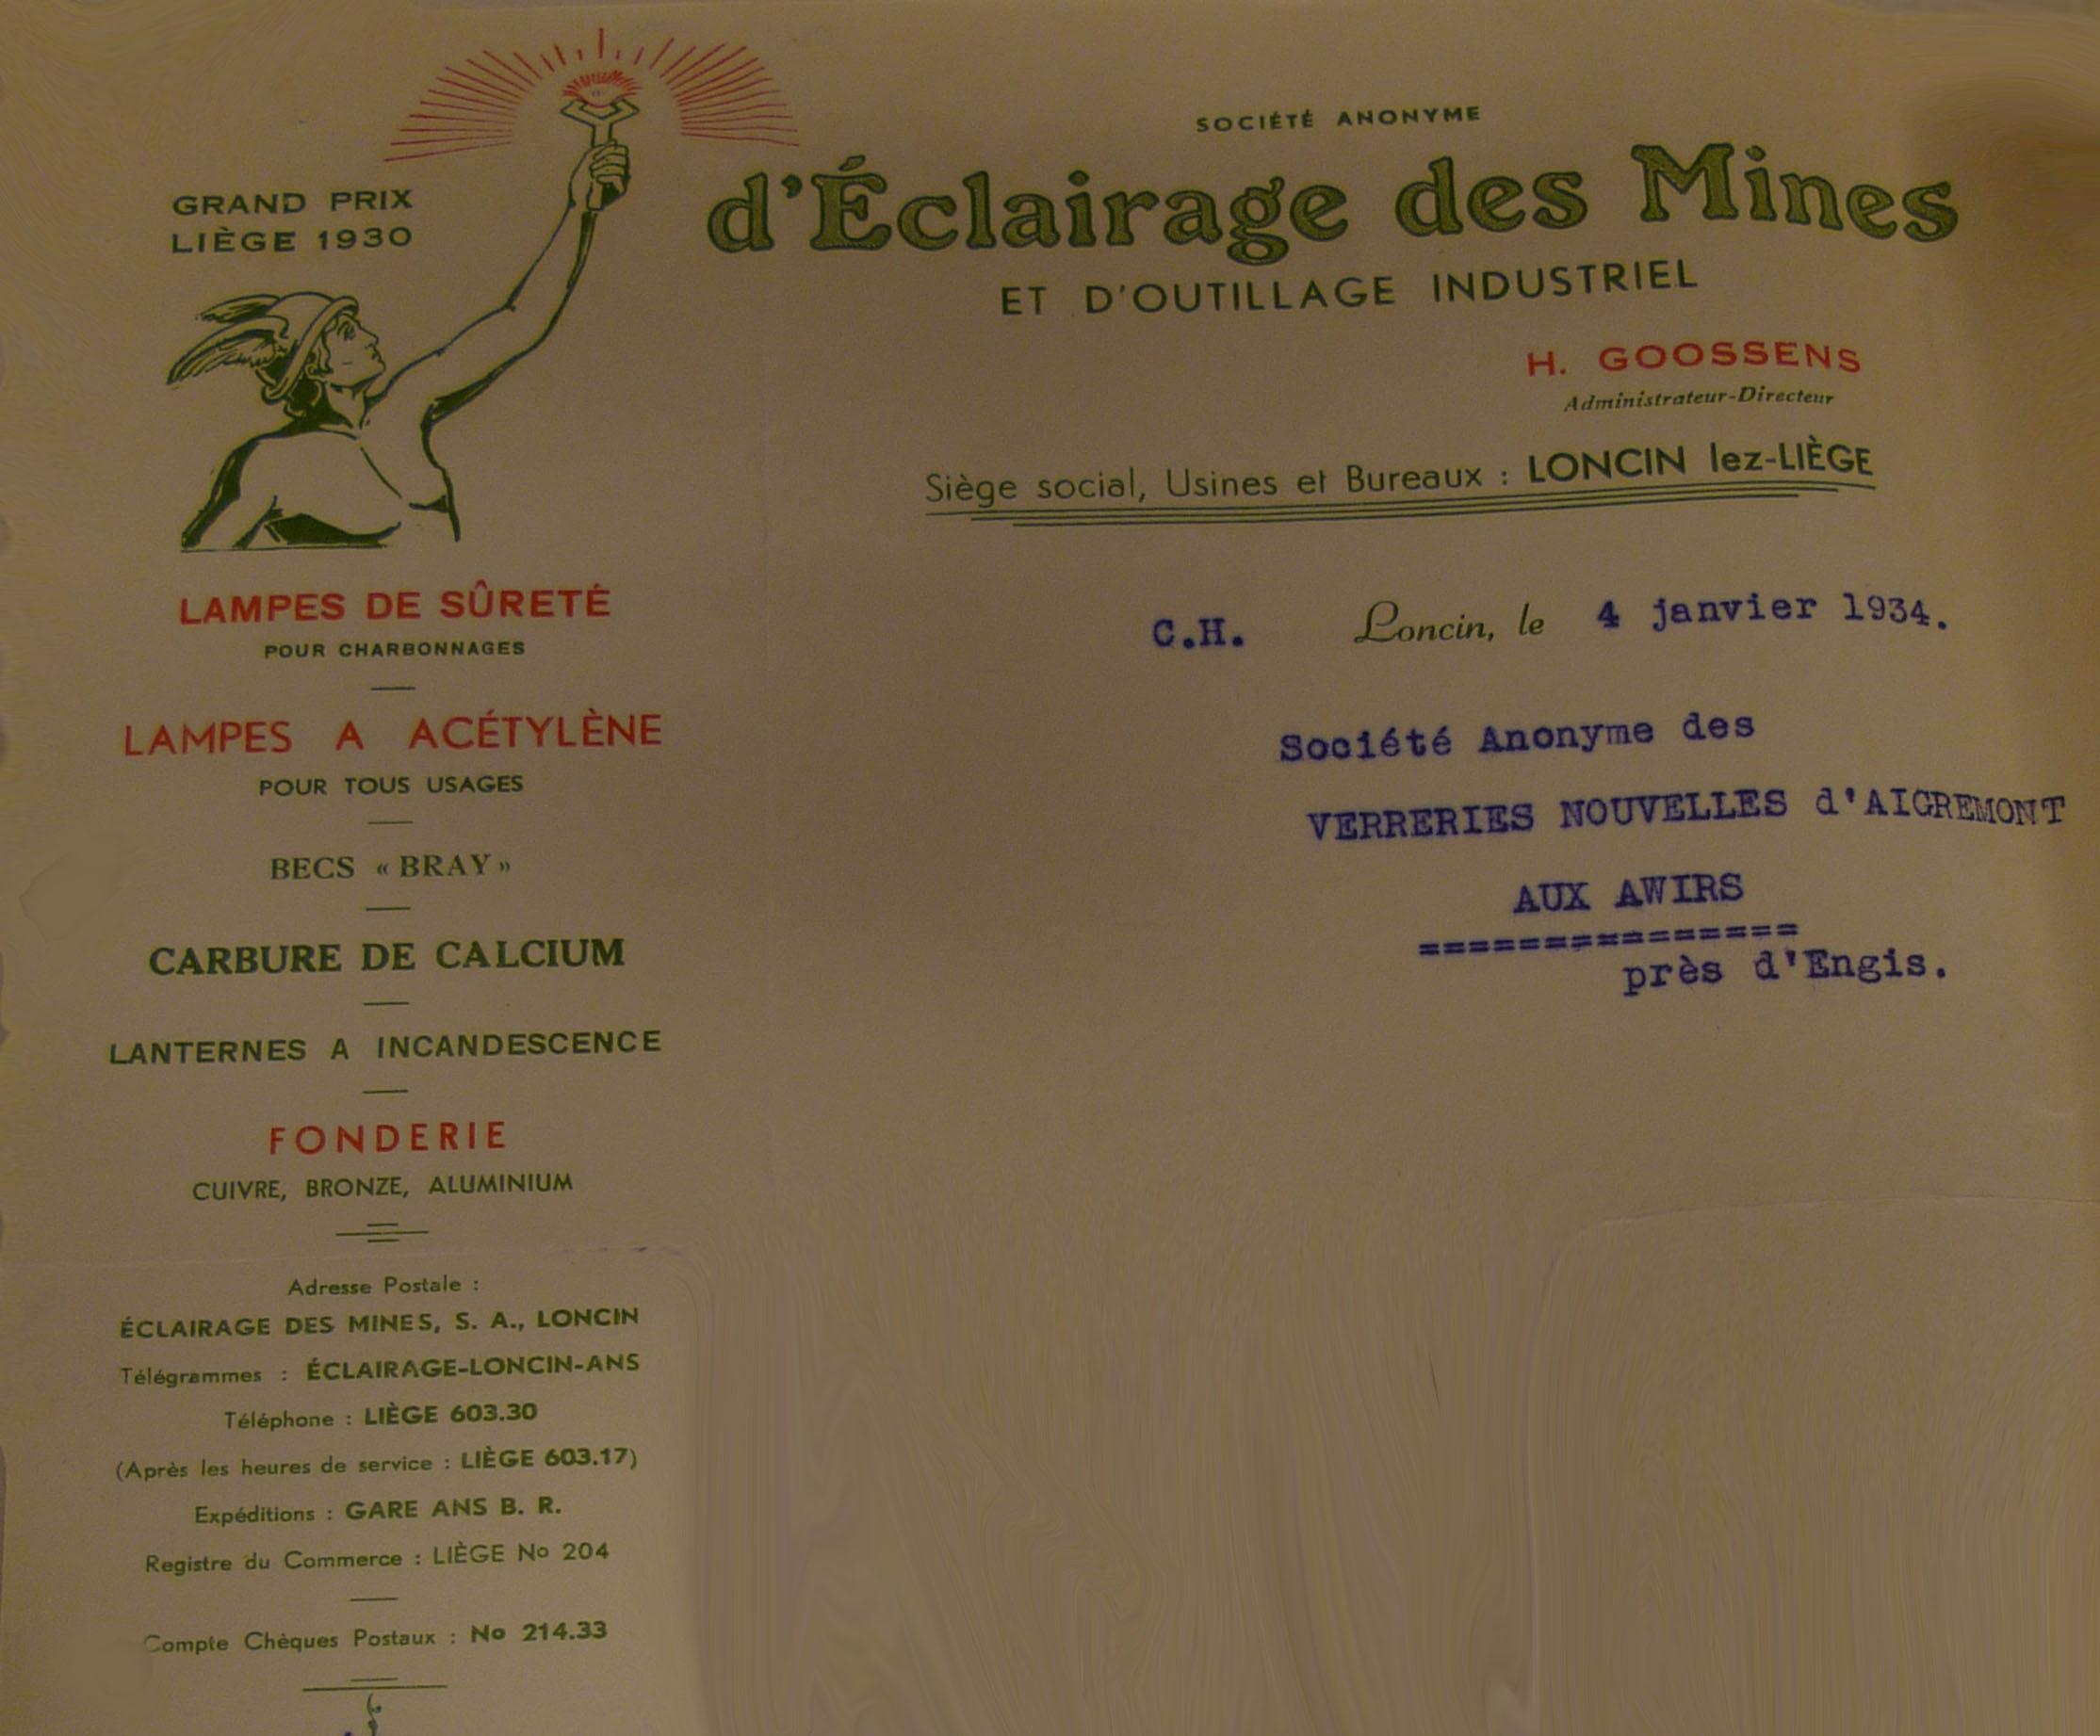 GRAND PRIX
LIÈGE 1930
SOCIÉTÉ ANONYME
d'Éclairage des Mines
ET D'OUTILLAGE INDUSTRIEL
H. GOOSSENS
Administrateur-Directeur
Siège social, Usines et Bureaux : LONCIN lez-LIÈGE
C.H. Loncin, le 4 janvier 1934.
Société Anonyme des
VERRERIES NOUVELLES d'AIGREMONT
AUX AWIRS
===============
près d'Engis.
LAMPES DE SÛRETÉ
POUR CHARBONNAGES
LAMPES A ACÉTYLÈNE
POUR TOUS USAGES
BECS « BRAY »
CARBURE DE CALCIUM
LANTERNES A INCANDESCENCE
FONDERIE
CUIVRE, BRONZE, ALUMINIUM
Adresse Postale :
ÉCLAIRAGE DES MINES, S. A., LONCIN
Télégrammes : ÉCLAIRAGE-LONCIN-ANS
Téléphone : LIÈGE 603.30
(Après les heures de service : LIÈGE 603.17)
Expéditions : GARE ANS B. R.
Registre du Commerce : LIÈGE No 204
Compte Chèques Postaux : No 214.33